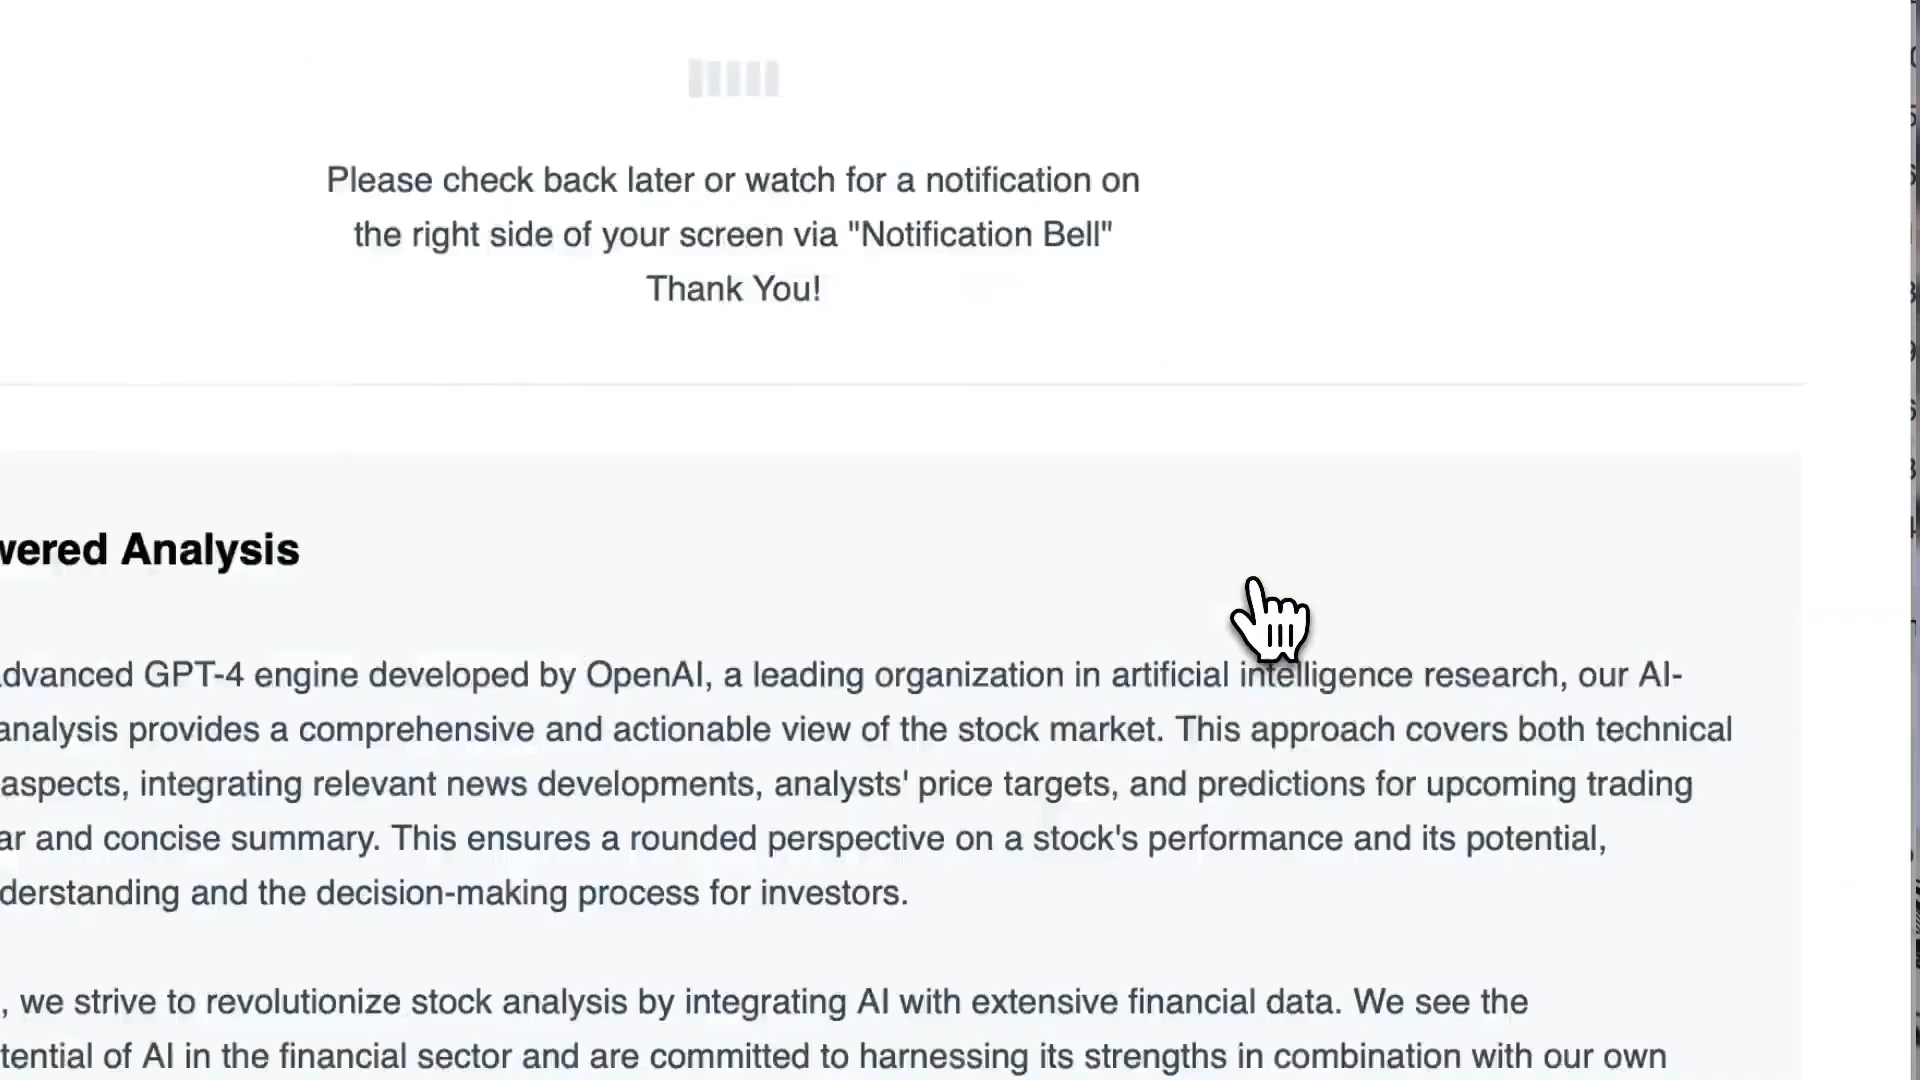 Please check back later or watch for a notification on
the right side of your screen via "Notification Bell"
Thank You!
wered Analysis
dvanced GPT-4 engine developed by OpenAI, a leading organization in artificial intelligence research, our AI-
analysis provides a comprehensive and actionable view of the stock market. This approach covers both technical
aspects, integrating relevant news developments, analysts' price targets, and predictions for upcoming trading
ar and concise summary. This ensures a rounded perspective on a stock's performance and its potential,
derstanding and the decision-making process for investors.
, we strive to revolutionize stock analysis by integrating AI with extensive financial data. We see the
tential of AI in the financial sector and are committed to harnessing its strengths in combination with our own